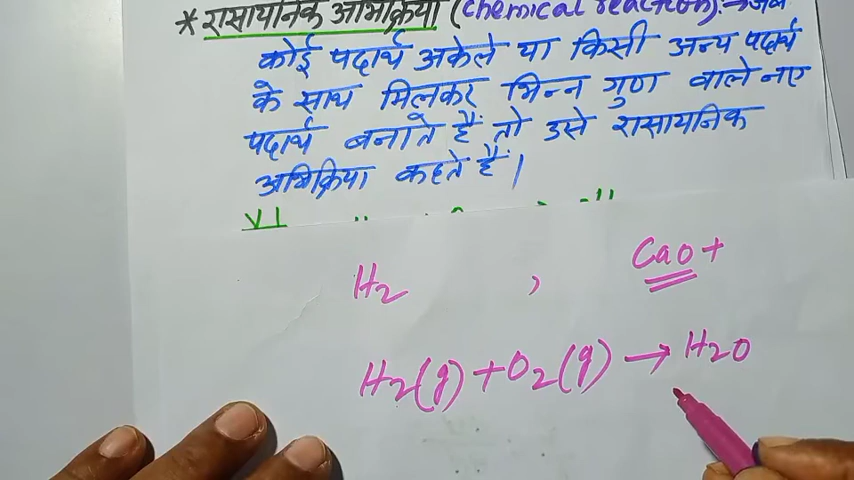 * रासायनिक अभिक्रिया (chemical reaction):→ जब
कोई पदार्थ अकेले या किसी अन्य पदार्थ
के साथ मिलकर भिन्न गुण वाले नए
पदार्थ बनाते हैं तो उसे रासायनिक
अभिक्रिया कहते हैं।
H2 , CaO+
H2(g)+O2(g)→H2O